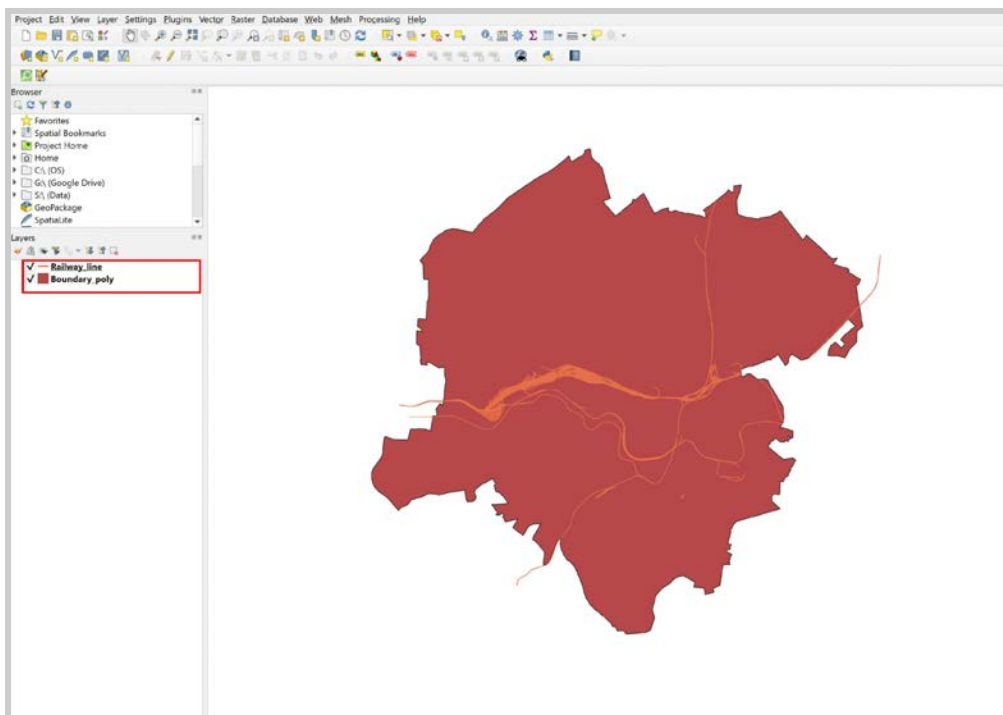 Project Edit View Layer Settings Plugins Vector Raster Database Web Mesh Processing Help
Browser
Favorites
Spatial Bookmarks
Project Home
Home
C:\ (OS)
G:\ (Google Drive)
S:\ (Data)
GeoPackage
SpatiaLite
Layers
Railway_line
Boundary_poly